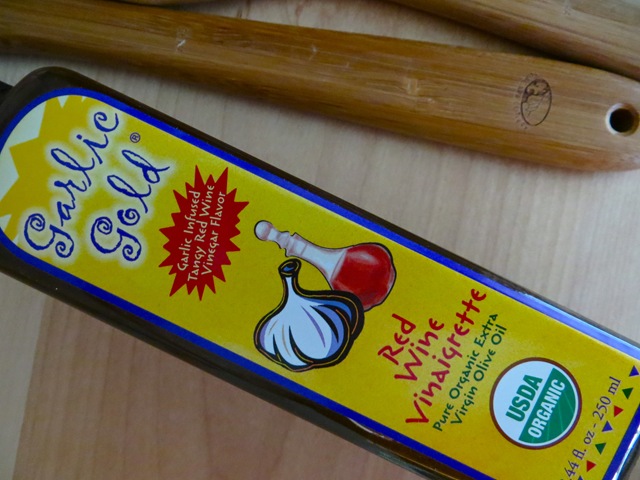 Garlic
Gold®
Garlic Infused
Tangy Red Wine
Vinegar Flavor
Red
Wine
Vinaigrette
Pure Organic Extra
Virgin Olive Oil
USDA
ORGANIC
44 fl. oz - 250 ml